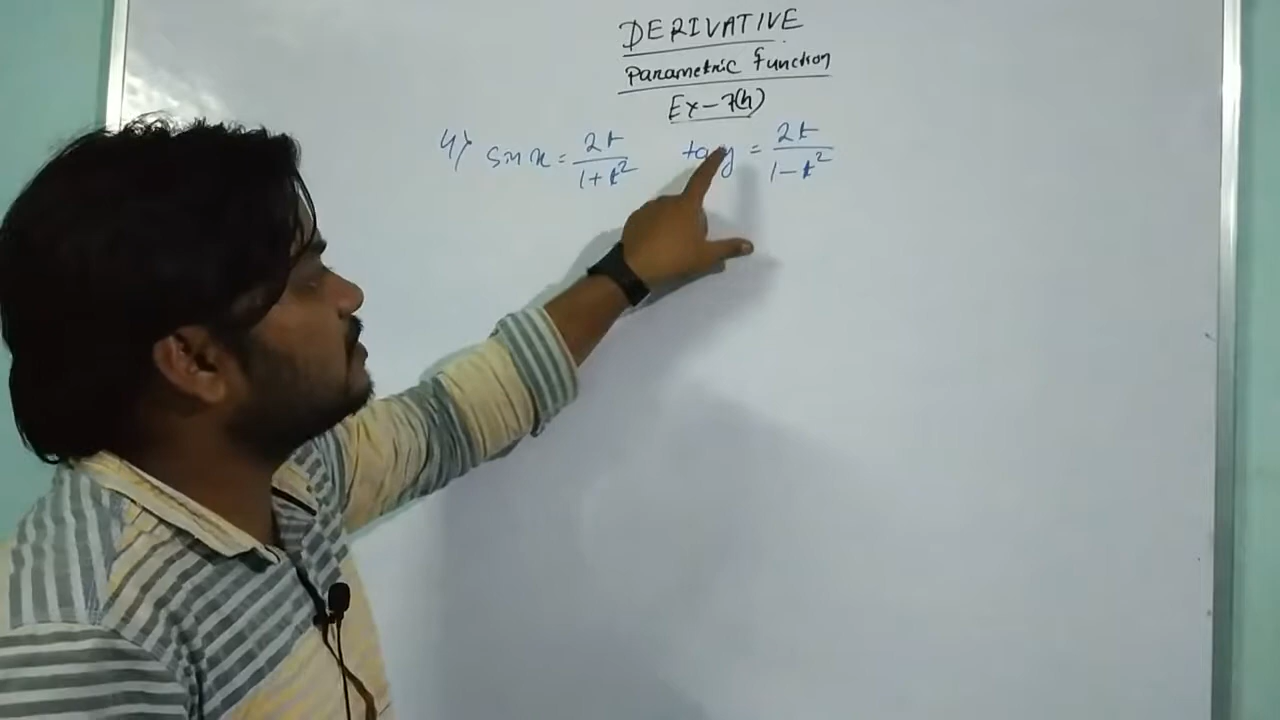 DERIVATIVE
Parametric Function
Ex-7(h)
4) sin x = 2t/1+t² tan y = 2t/1-t²